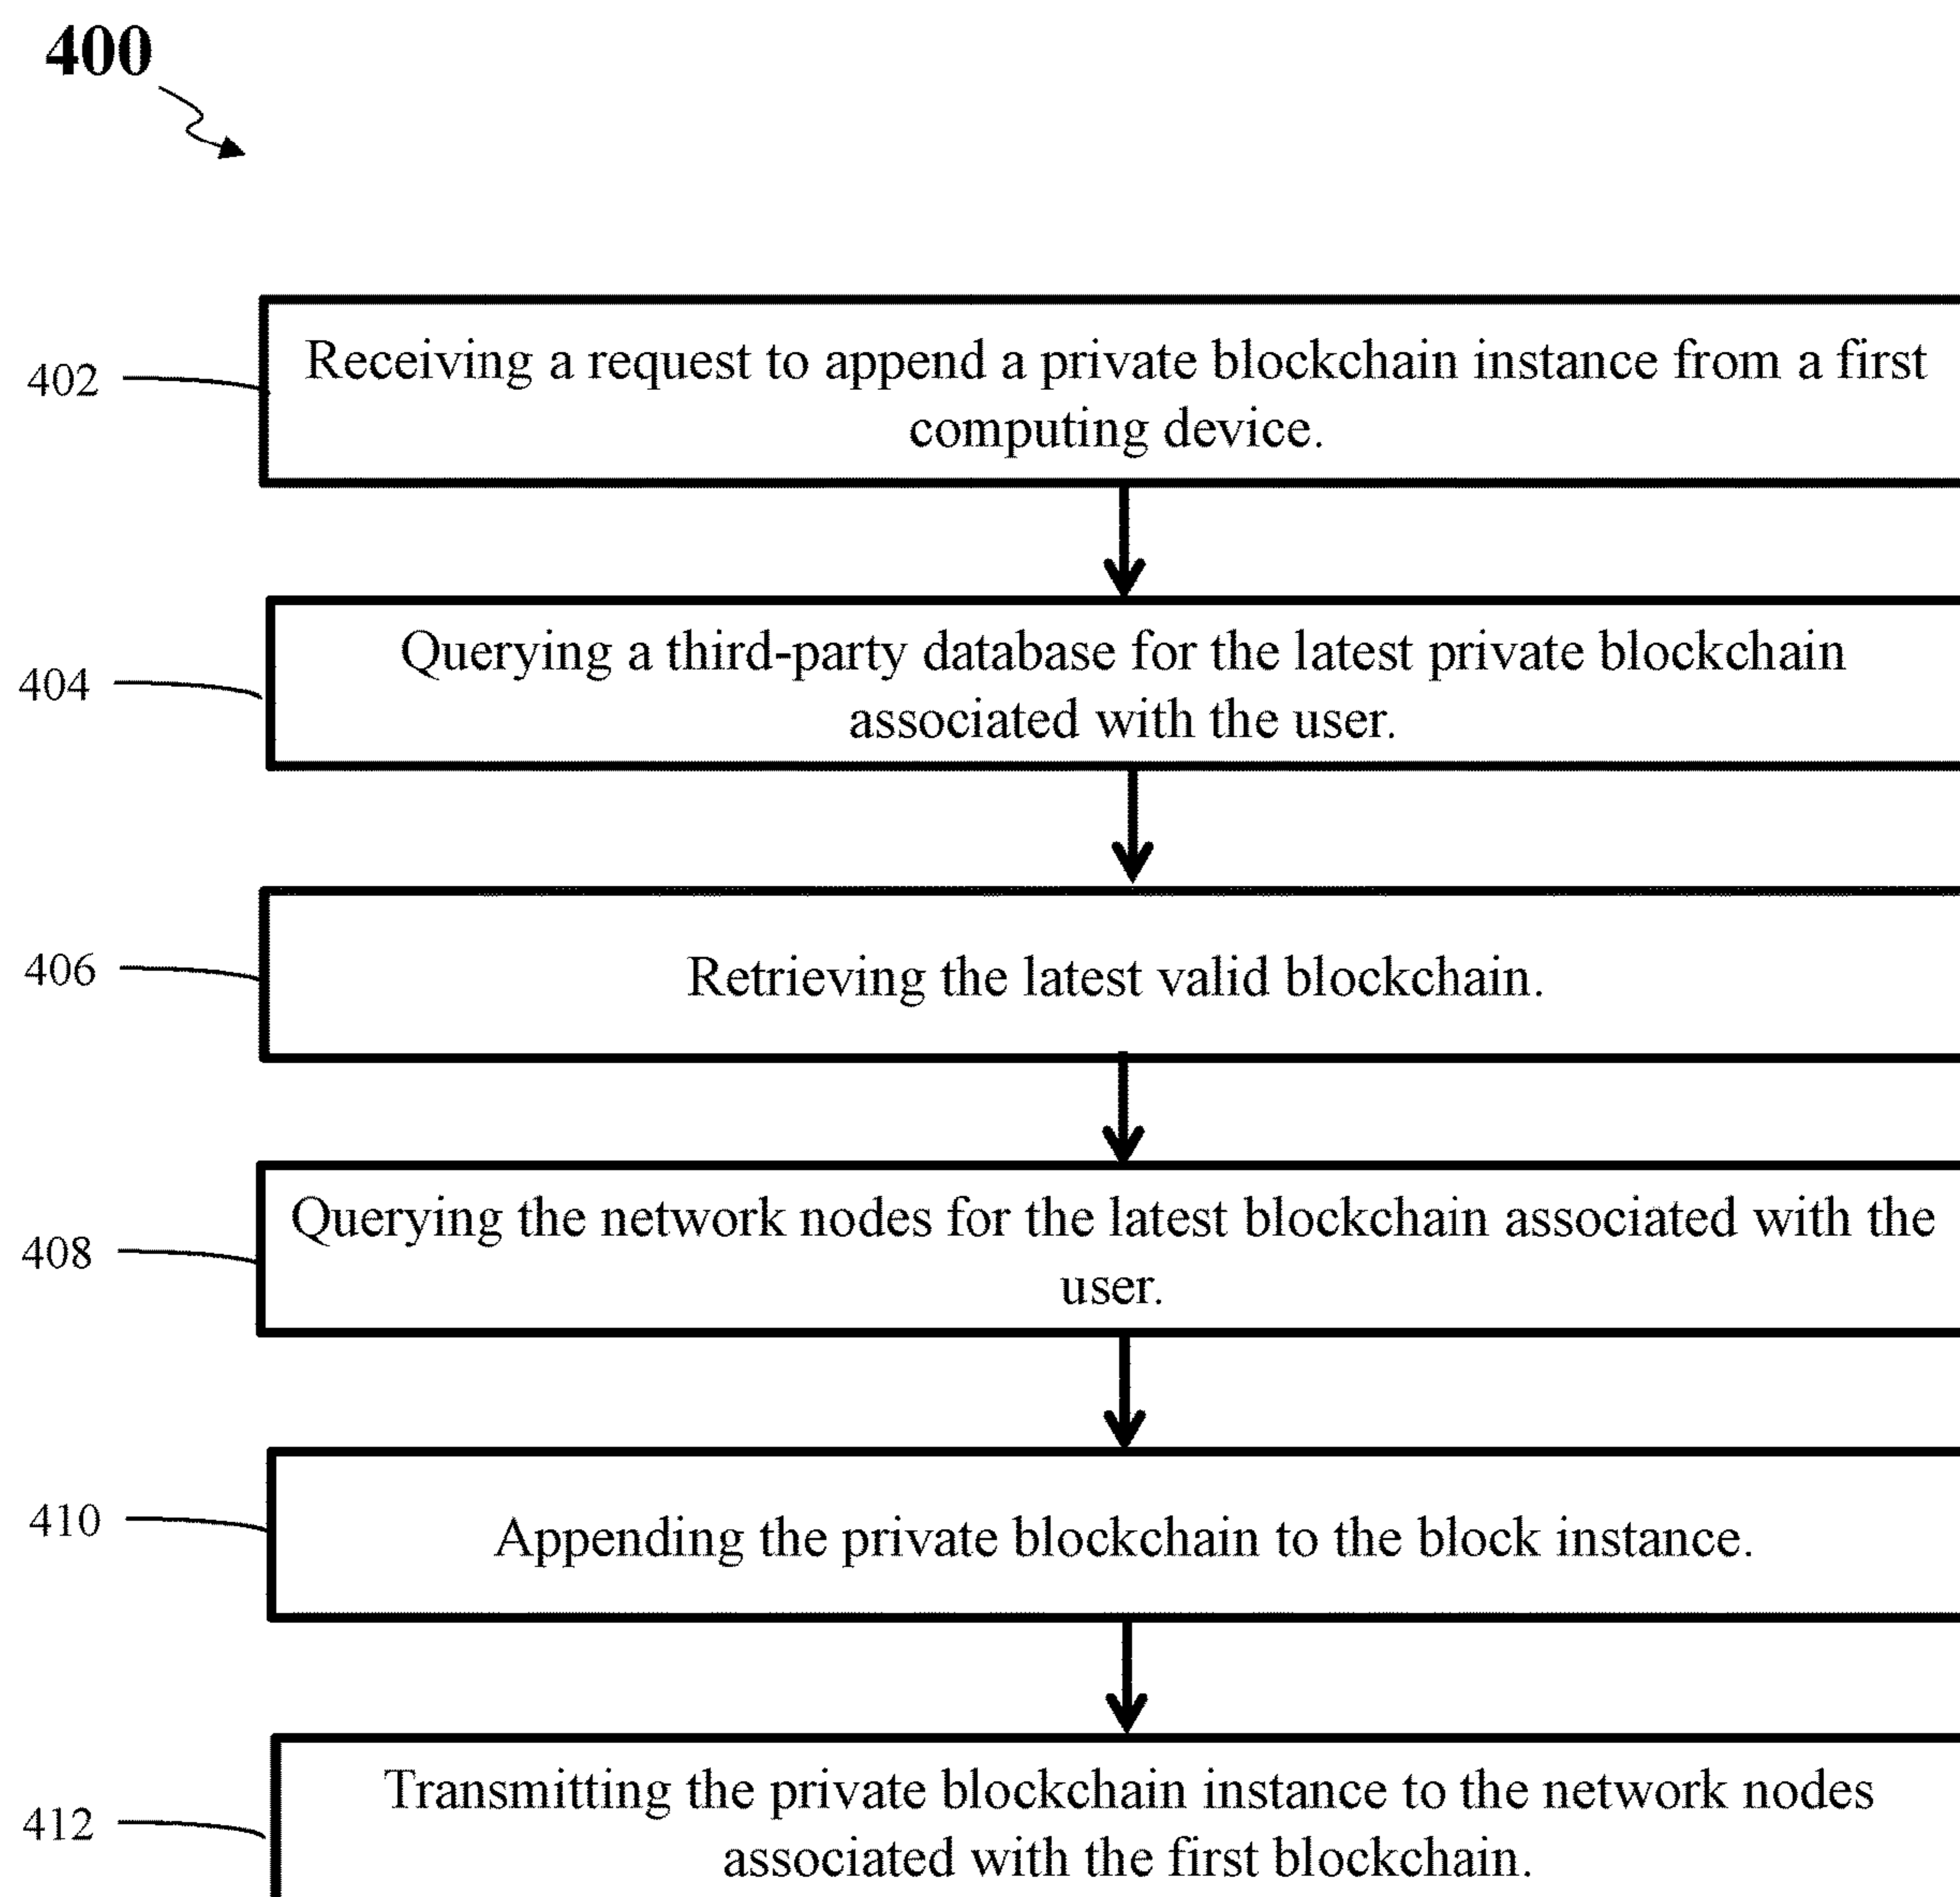 400
402
Receiving a request to append a private blockchain instance from a first
computing device.
404
Querying a third-party database for the latest private blockchain
associated with the user.
406
Retrieving the latest valid blockchain.
408
Querying the network nodes for the latest blockchain associated with the
user.
410
Appending the private blockchain to the block instance.
412
Transmitting the private blockchain instance to the network nodes
associated with the first blockchain.